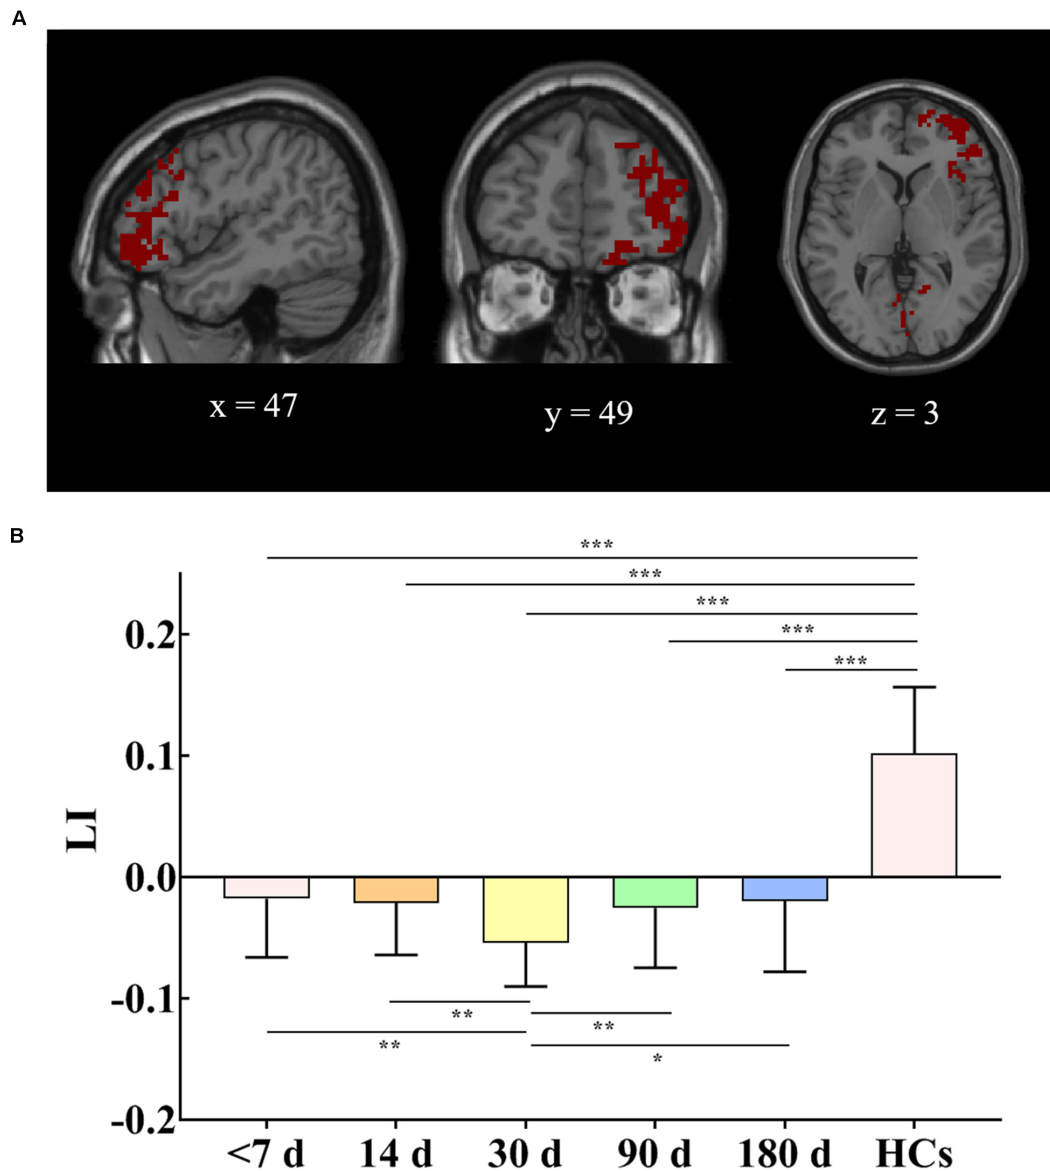 A
x = 47
y = 49
z = 3
B
***
***
***
***
***
0.2
0.1
0.0
-0.1
-0.2
LI
**
**
**
*
<7 d 14 d 30 d 90 d 180 d HCs